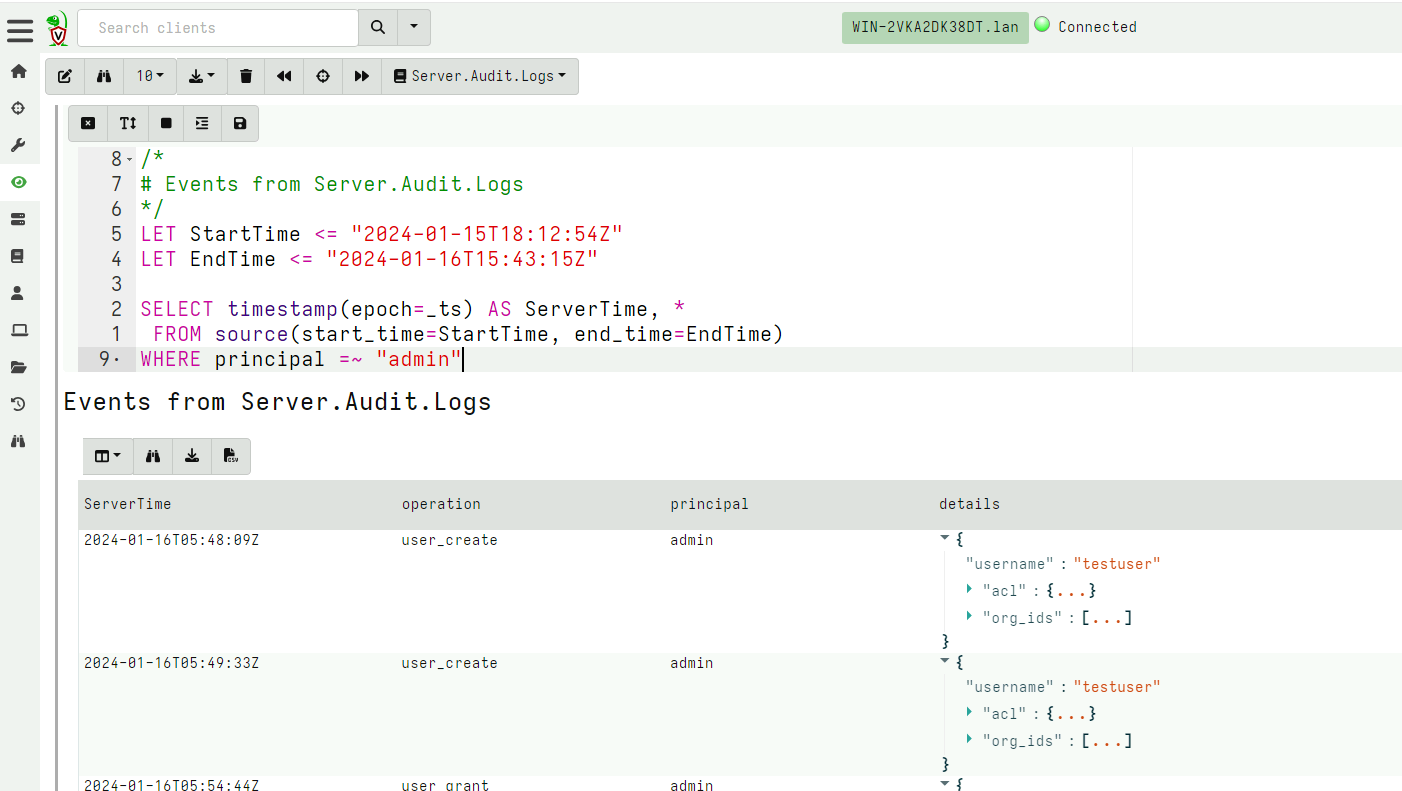 Search clients
WIN-2VKA2DK38DT.lan
Connected
10
Server.Audit.Logs
8 /*
7 # Events from Server.Audit.Logs
6 */
5 LET StartTime <= "2024-01-15T18:12:54Z"
4 LET EndTime <= "2024-01-16T15:43:15Z"
3
2 SELECT timestamp(epoch=_ts) AS ServerTime, *
1 FROM source(start_time=StartTime, end_time=EndTime)
9· WHERE principal =~ "admin"
Events from Server.Audit.Logs
CSV
ServerTime operation principal details
2024-01-16T05:48:09Z user_create admin {
"username" : "testuser"
"acl" : {...}
"org_ids" : [...]
}
2024-01-16T05:49:33Z user_create admin {
"username" : "testuser"
"acl" : {...}
"org_ids" : [...]
}
2024-01-16T05:54:44Z user_grant admin {